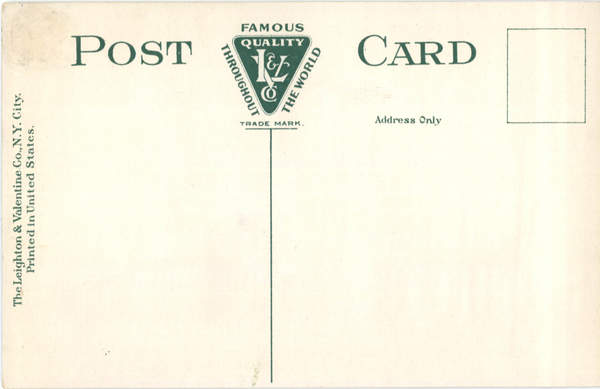 POST CARD
FAMOUS
QUALITY
THROUGHOUT THE WORLD
L&V
Co
TRADE MARK.
Address Only
The Leighton & Valentine Co., N.Y. City.
Printed in United States.